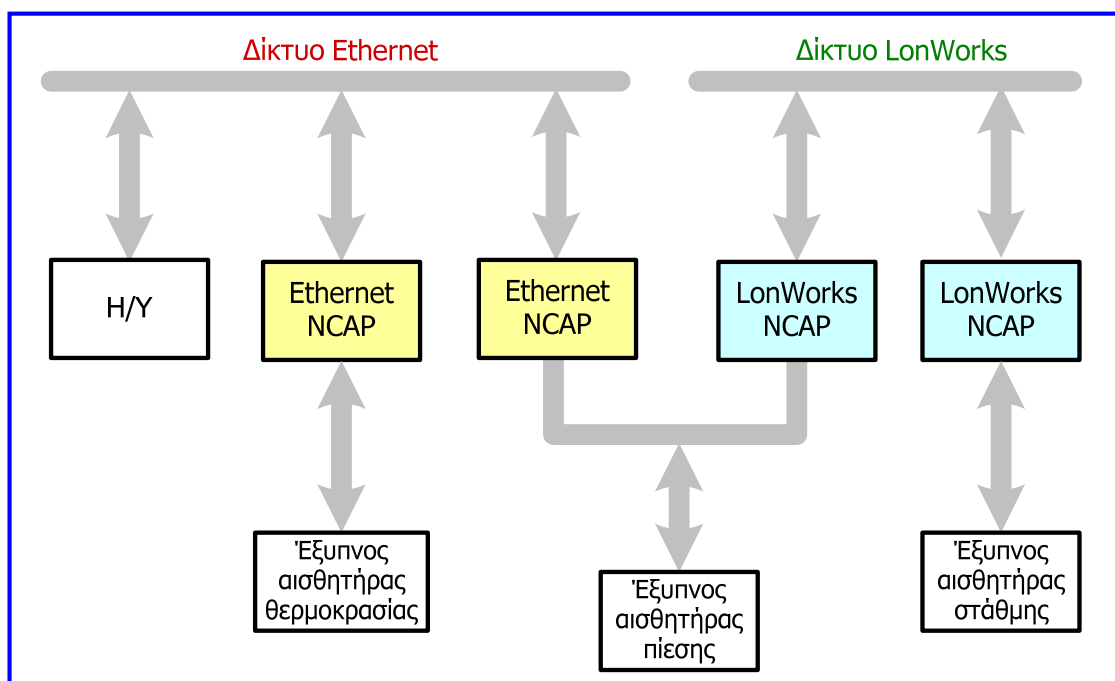 Δίκτυο Ethernet
Δίκτυο LonWorks
Η/Υ
Ethernet
NCAP
Ethernet
NCAP
LonWorks
NCAP
LonWorks
NCAP
Έξυπνος
αισθητήρας
θερμοκρασίας
Έξυπνος
αισθητήρας
πίεσης
Έξυπνος
αισθητήρας
στάθμης